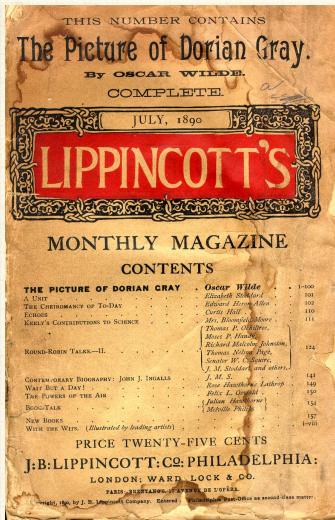 THIS NUMBER CONTAINS
The Picture of Dorian Gray.
BY OSCAR WILDE.
COMPLETE.
JULY, 1890
LIPPINCOTT'S
MONTHLY MAGAZINE
CONTENTS
THE PICTURE OF DORIAN GRAY . Oscar Wilde . 1-100
A UNIT . Elizabeth Stoddard . 101
THE CHEIROMANCY OF TO-DAY . Edward Heron Allen . 102
ECHOES . Curtis Hall . 110
KEELY'S CONTRIBUTIONS TO SCIENCE . Mrs. Bloomfield Moore . 111
ROUND-ROBIN TALKS.—II. Thomas P. Ochiltree,
Moses P. Handy,
Richard Malcolm Johnston,
Thomas Nelson Page,
Senator W. C. Squire,
J. M. Stoddart, and others. 124
CONTEMPORARY BIOGRAPHY: JOHN J. INGALLS . J. M. S. 141
WAIT BUT A DAY! . Rose Hawthorne Lathrop 149
THE POWERS OF THE AIR . Felix L. Oswald 150
BOOK-TALK . Julian Hawthorne
Melville Philips 154
NEW BOOKS 157
WITH THE WITS. (Illustrated by leading artists) i-viii
PRICE TWENTY-FIVE CENTS
J:B:LIPPINCOTT:Co:PHILADELPHIA:
LONDON: WARD, LOCK & CO.
PARIS: BRENTANO'S, 17 AVENUE DE L'OPÉRA.
Copyright, 1890, by J. B. Lippincott Company. Entered Philadelphia Post-Office as second-class matter.